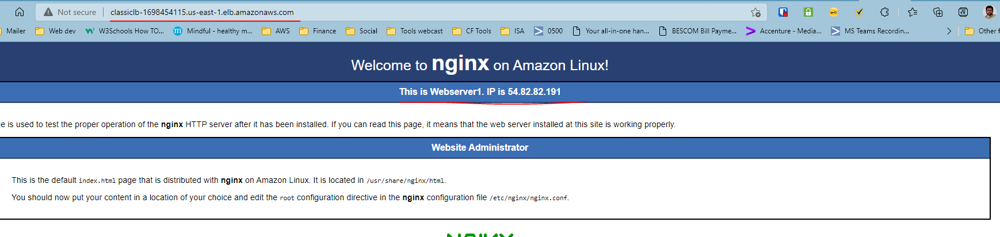 Not secure classiclb-1698454115.us-east-1.elb.amazonaws.com
Mailer Web dev W3Schools How TO... Mindful - healthy m... AWS Finance Social Tools webcast CF Tools ISA 0500 Your all-in-one han... BESCOM Bill Payme... Accenture - Media... MS Teams Recordin... Other f
Welcome to nginx on Amazon Linux!
This is Webserver1. IP is 54.82.82.191
e is used to test the proper operation of the nginx HTTP server after it has been installed. If you can read this page, it means that the web server installed at this site is working properly.
Website Administrator
This is the default index.html page that is distributed with nginx on Amazon Linux. It is located in /usr/share/nginx/html.
You should now put your content in a location of your choice and edit the root configuration directive in the nginx configuration file /etc/nginx/nginx.conf.